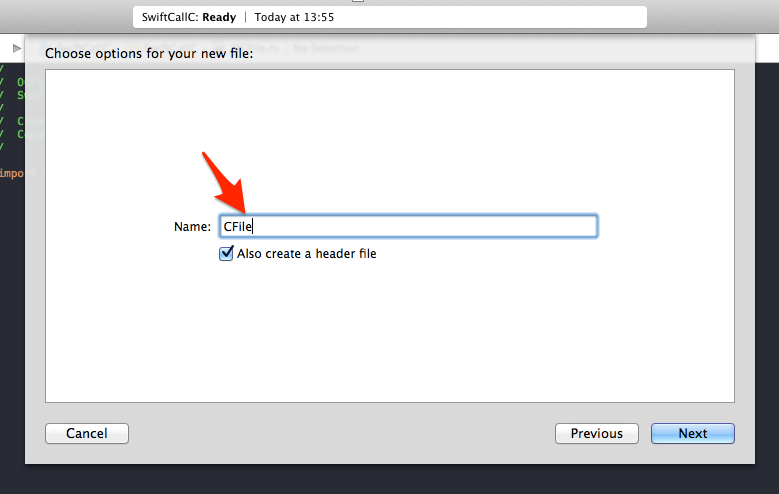 SwiftCallC: Ready | Today at 13:55
Choose options for your new file:
import
Name: CFile
Also create a header file
Cancel
Previous
Next